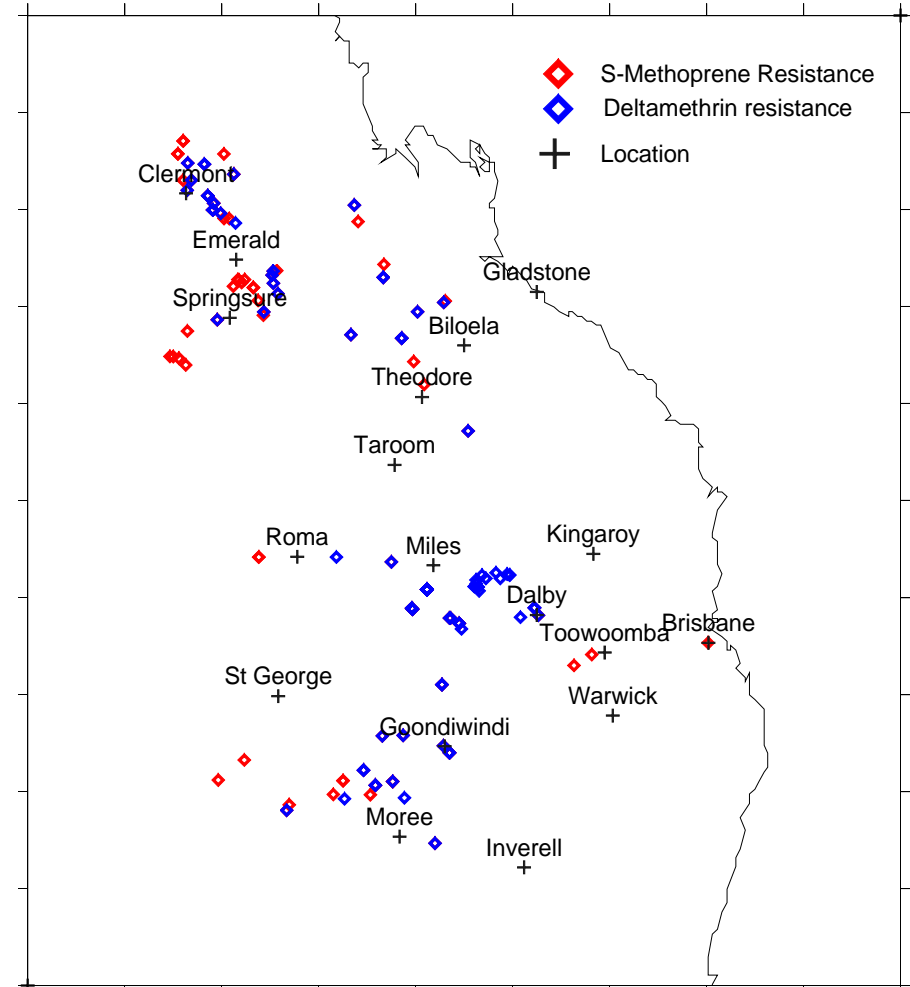 S-Methoprene Resistance
Deltamethrin resistance
Location
Clermont
Emerald
Gladstone
Springsure
Biloela
Theodore
Taroom
Roma
Miles
Kingaroy
Dalby
Toowoomba
Brisbane
St George
Warwick
Goondiwindi
Moree
Inverell